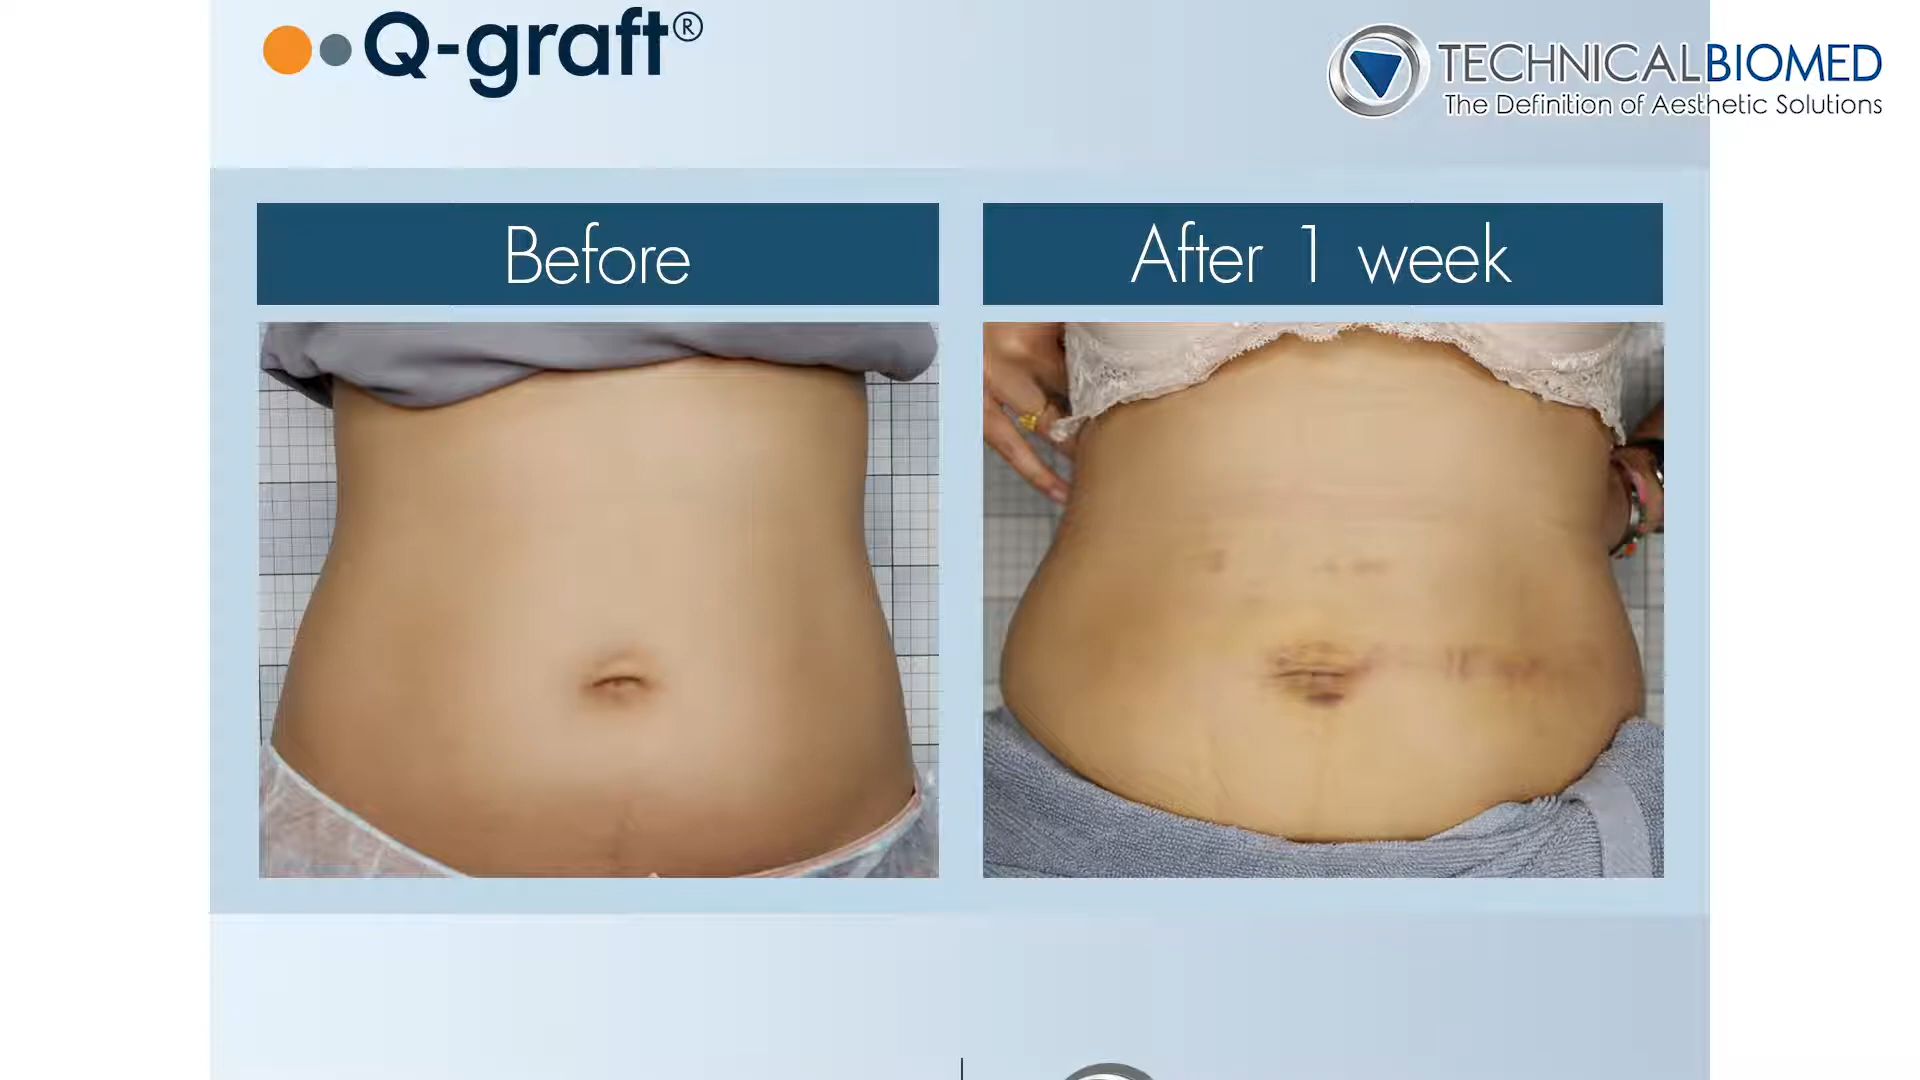 Q-graft®
TECHNICALBIOMED
The Definition of Aesthetic Solutions
Before
After 1 week